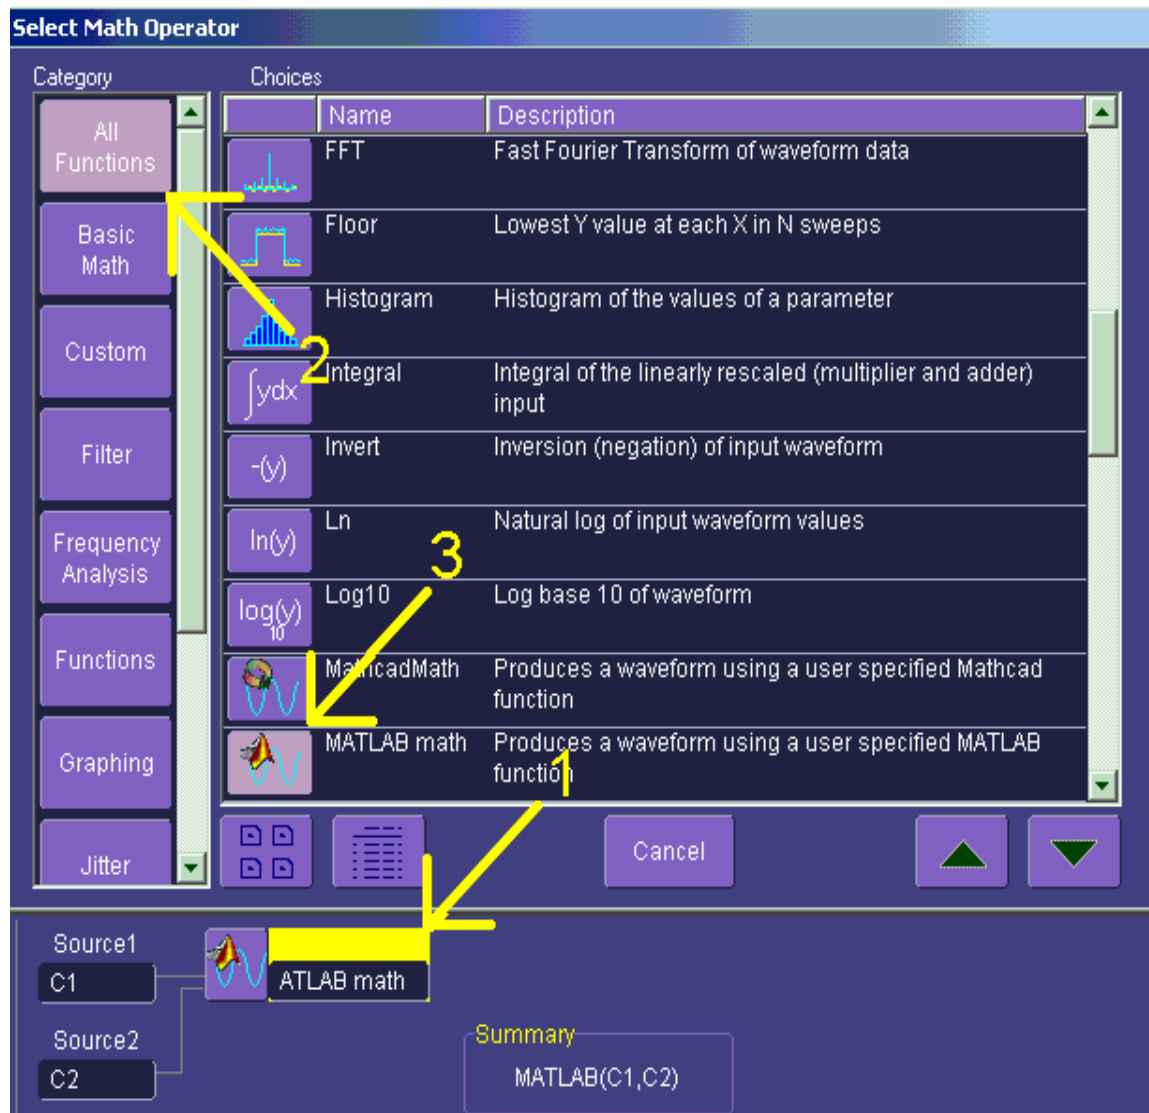 Select Math Operator
Category
Choices
Name
Description
All
Functions
Basic
Math
Custom
Filter
Frequency
Analysis
Functions
Graphing
Jitter
FFT
Fast Fourier Transform of waveform data
Floor
Lowest Y value at each X in N sweeps
Histogram
Histogram of the values of a parameter
2
∫ydx
Integral
Integral of the linearly rescaled (multiplier and adder)
input
-(y)
Invert
Inversion (negation) of input waveform
ln(y)
Ln
Natural log of input waveform values
3
log(y)
10
Log10
Log base 10 of waveform
MathcadMath
Produces a waveform using a user specified Mathcad
function
MATLAB math
Produces a waveform using a user specified MATLAB
function
1
Cancel
Source1
C1
ATLAB math
Source2
C2
Summary
MATLAB(C1,C2)